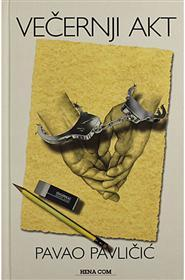 VEČERNJI AKT
PAVAO PAVLIČIĆ
HENA COM